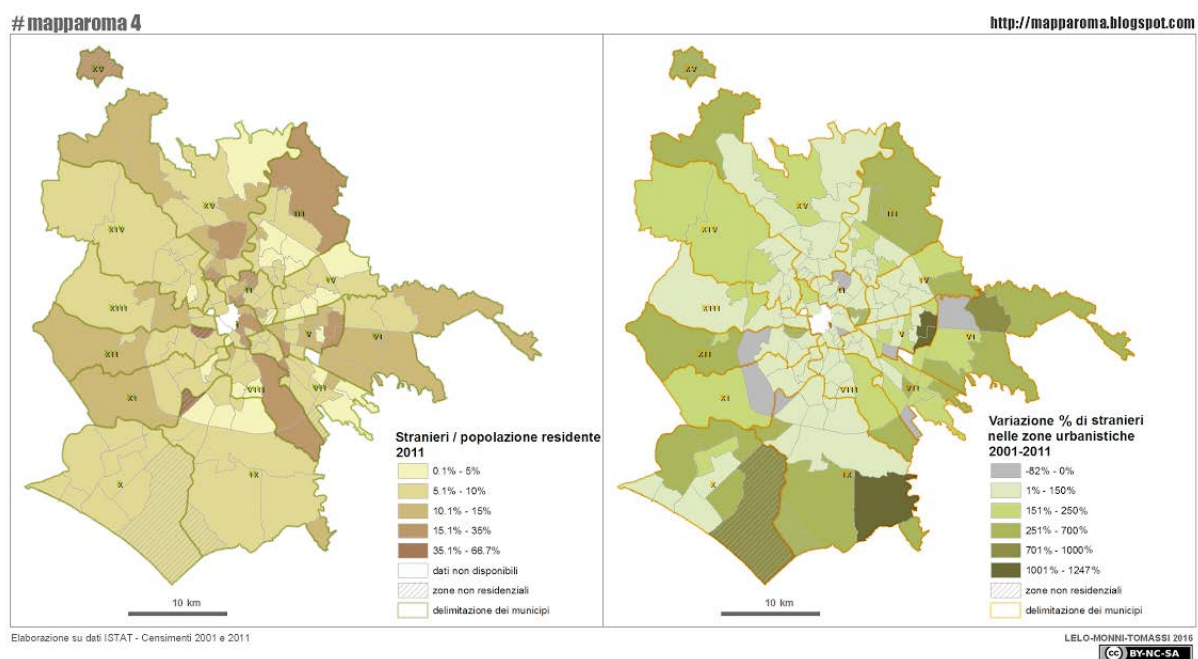 # mapparoma 4
http://mapparoma.blogspot.com
XV
XV
XIV
III
IV
XIII
II
I
V
VI
XII
XI
VIII
VII
X
IX
Stranieri / popolazione residente
2011
0.1% - 5%
5.1% - 10%
10.1% - 15%
15.1% - 35%
35.1% - 66.7%
dati non disponibili
zone non residenziali
delimitazione dei municipi
10 km
XV
XV
XIV
III
IV
XIII
II
V
VI
XII
XI
VIII
VII
X
IX
Variazione % di stranieri
nelle zone urbanistiche
2001-2011
-82% - 0%
1% - 150%
151% - 250%
251% - 700%
701% - 1000%
1001% - 1247%
zone non residenziali
delimitazione dei municipi
10 km
Elaborazione su dati ISTAT - Censimenti 2001 e 2011
LELO-MONNI-TOMASSI 2016
cc BY-NC-SA